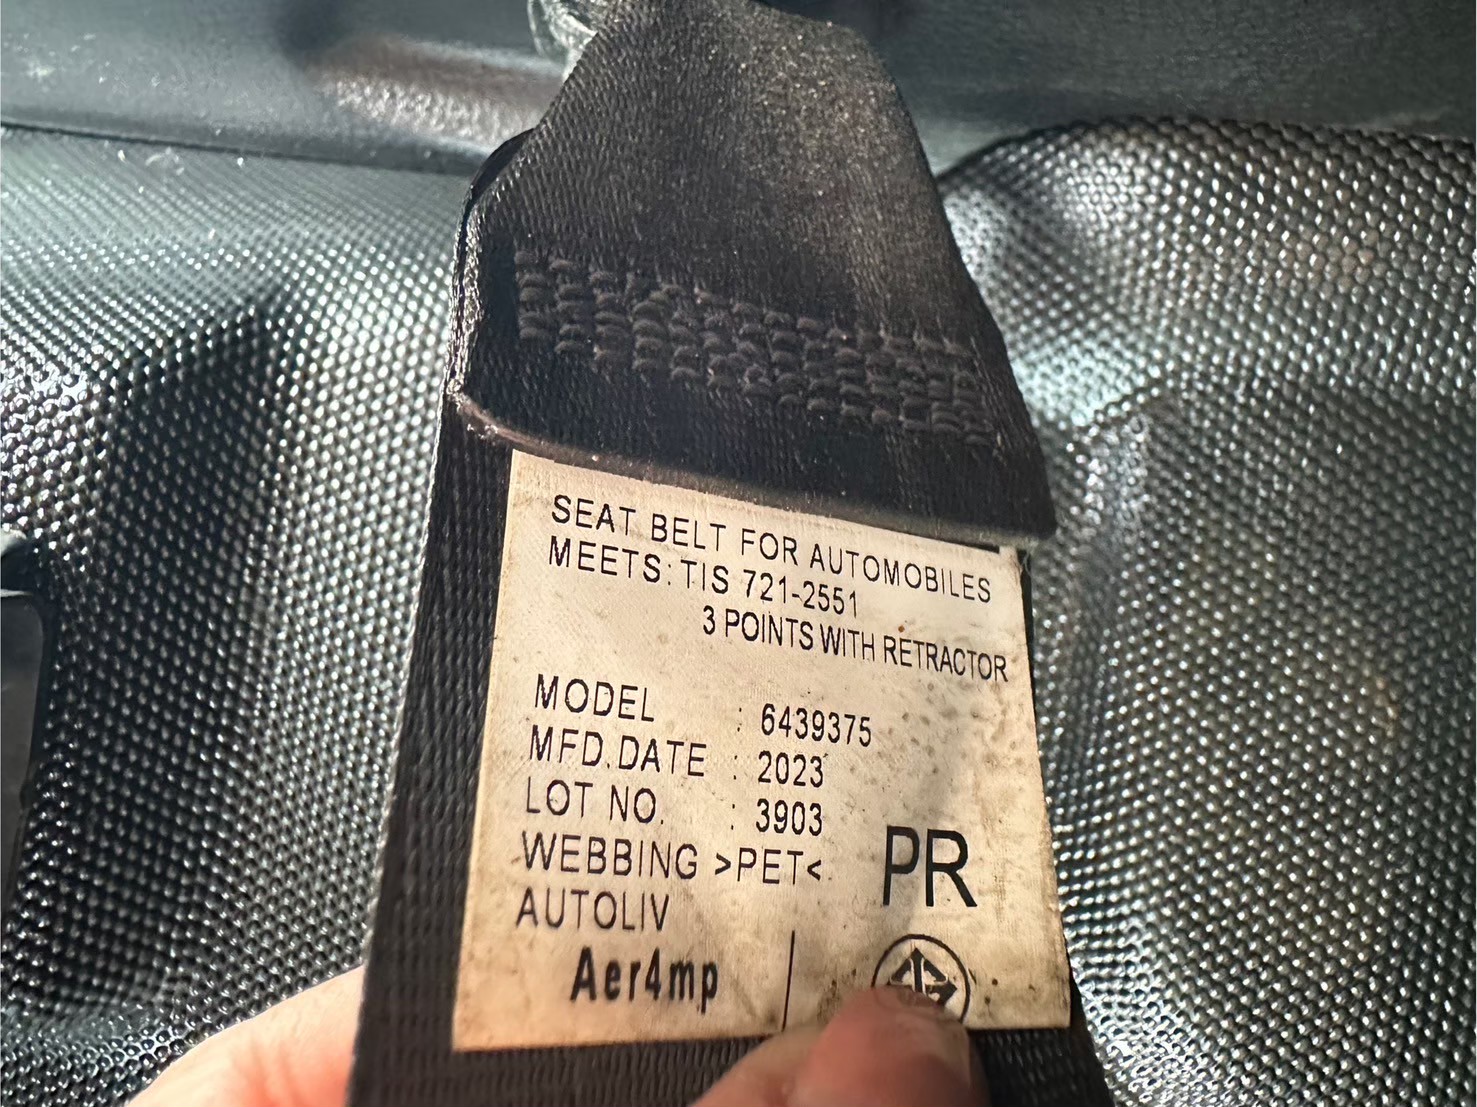 SEAT BELT FOR AUTOMOBILES
MEETS: TIS 721-2551
3 POINTS WITH RETRACTOR
MODEL : 6439375
MFD.DATE : 2023
LOT NO. : 3903
WEBBING >PET<
PR
AUTOLIV
Aer4mp